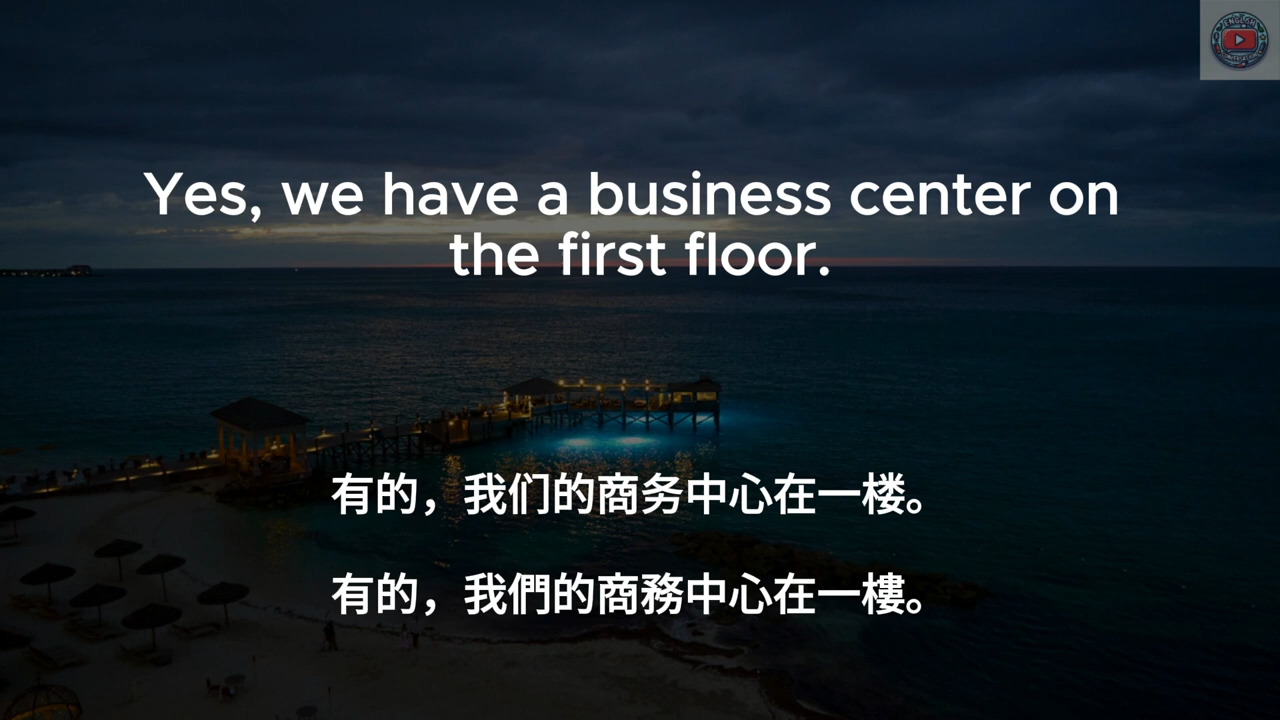 Yes, we have a business center on
the first floor.
有的，我们的商务中心在一楼。
有的，我們的商務中心在一樓。